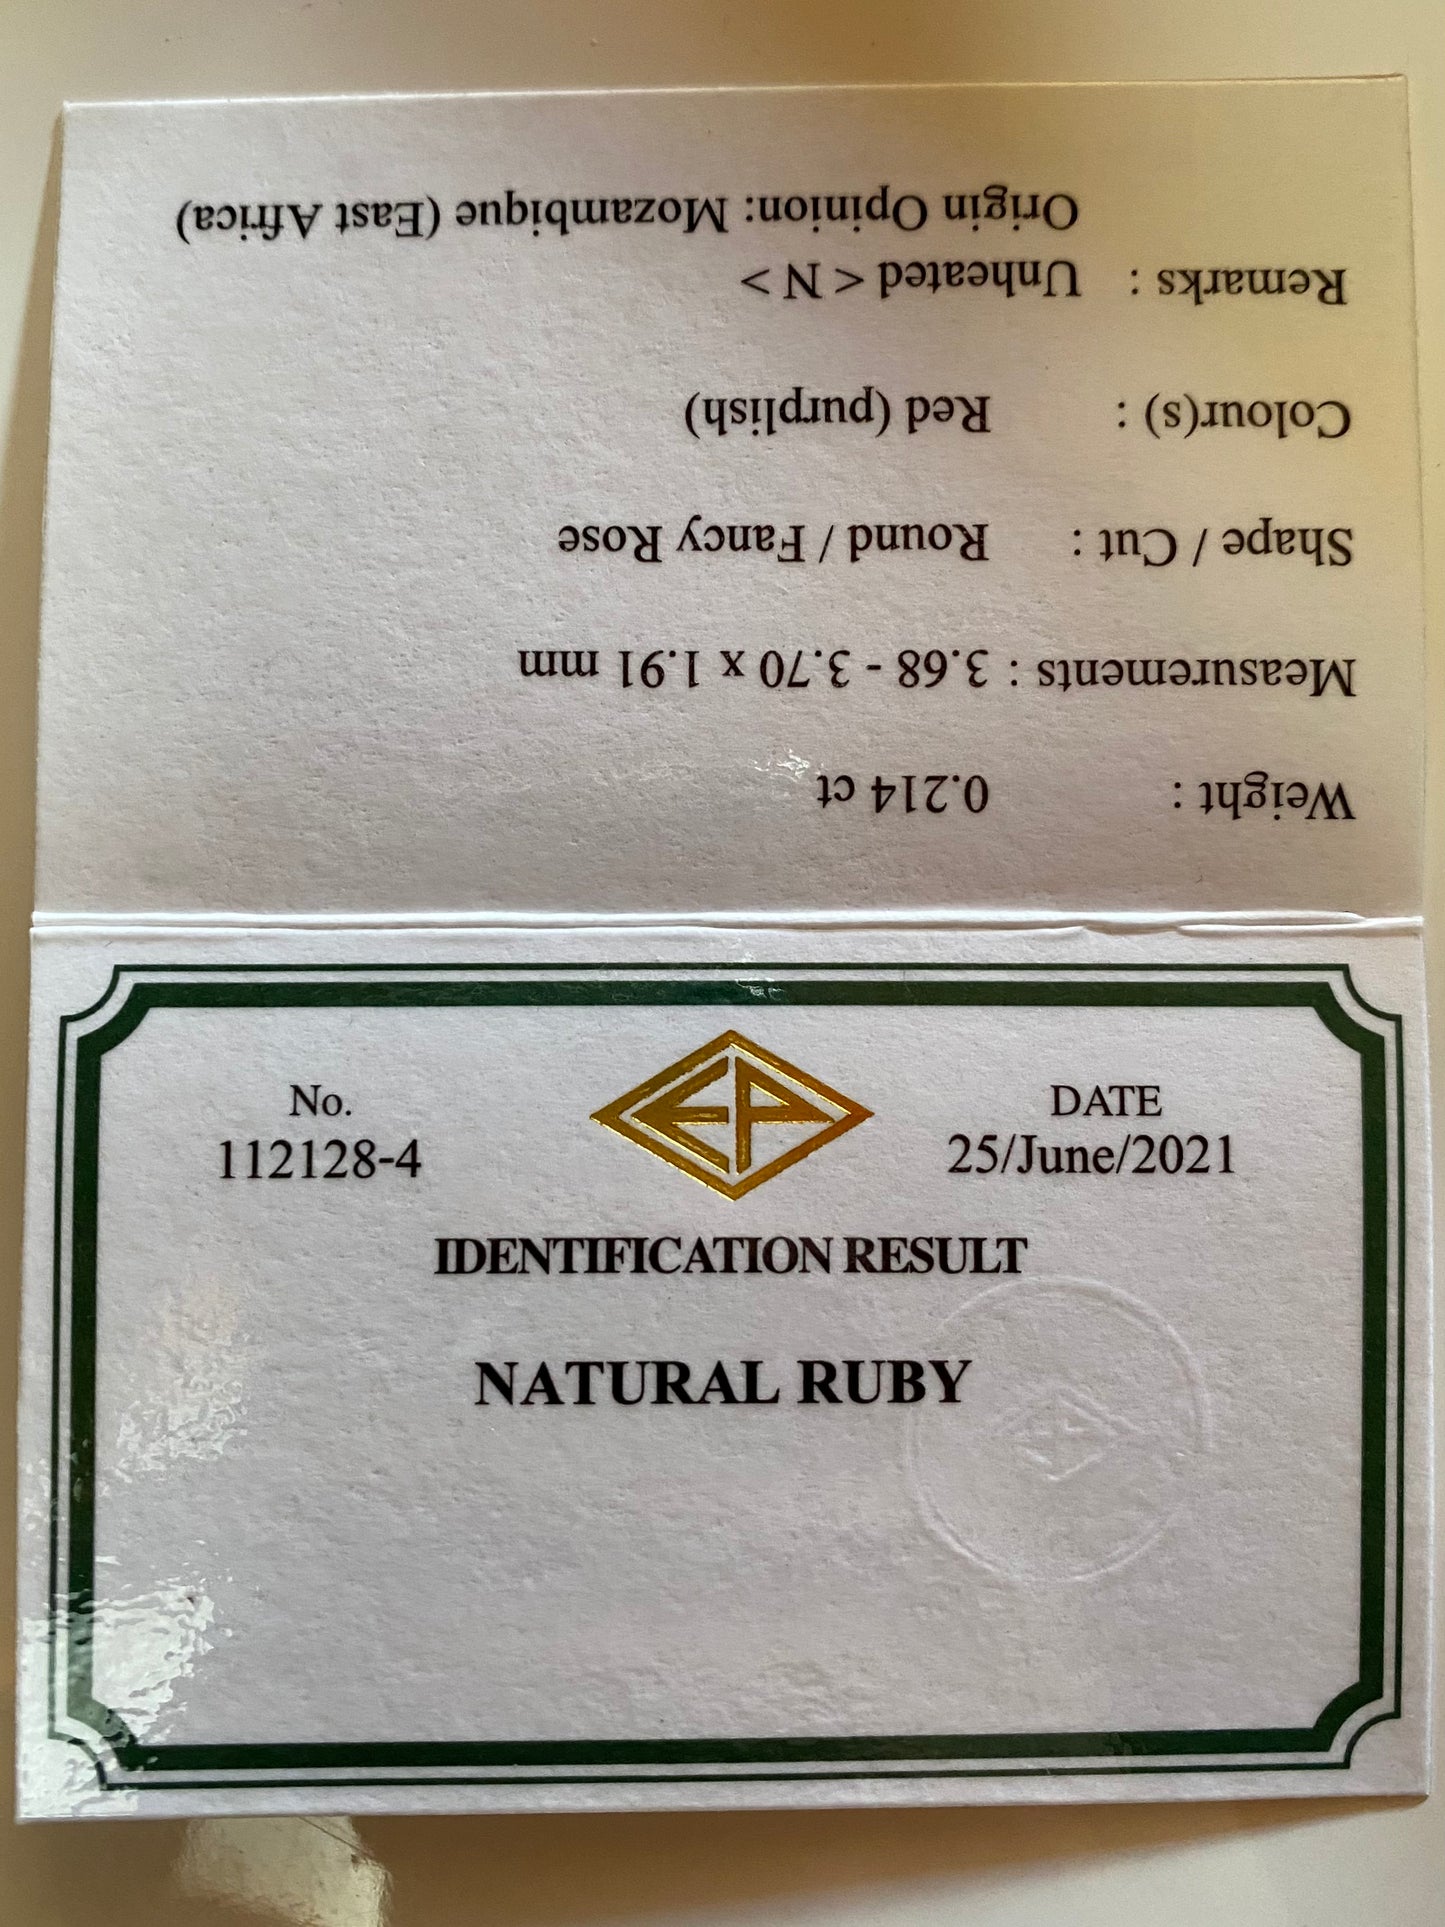 No.
112128-4
EP
DATE
25/June/2021
IDENTIFICATION RESULT
NATURAL RUBY
Weight : 0.214 ct
Measurements : 3.68 - 3.70 x 1.91 mm
Shape / Cut : Round / Fancy Rose
Colour(s) : Red (purplish)
Remarks : Unheated < N >
Origin Opinion: Mozambique (East Africa)